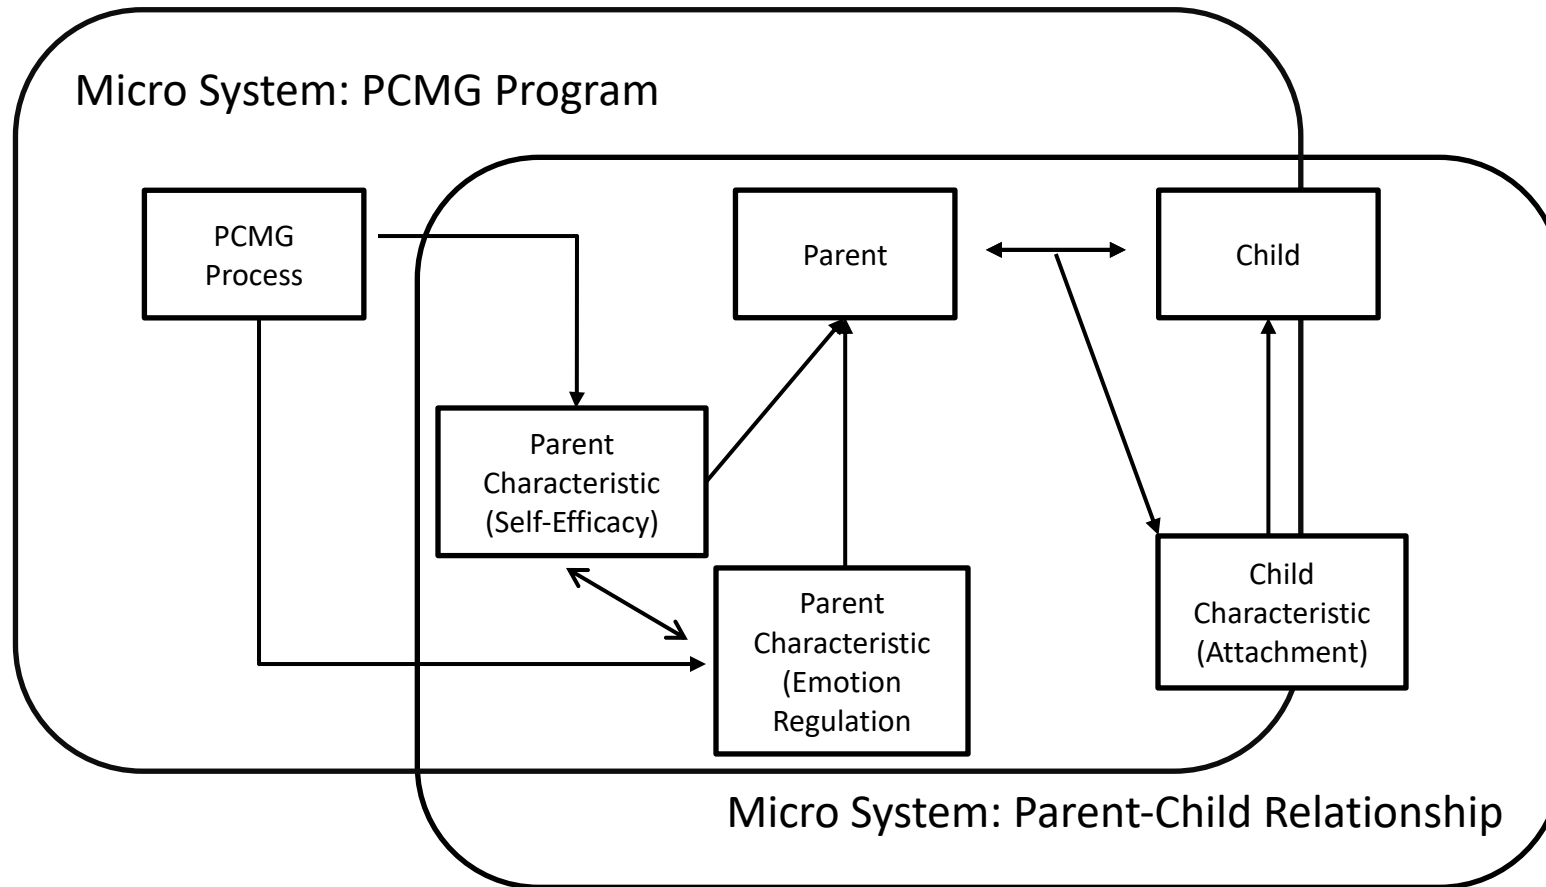 Micro System: PCMG Program
PCMG
Process
Parent
Child
Parent
Characteristic
(Self-Efficacy)
Parent
Characteristic
(Emotion
Regulation
Child
Characteristic
(Attachment)
Micro System: Parent-Child Relationship